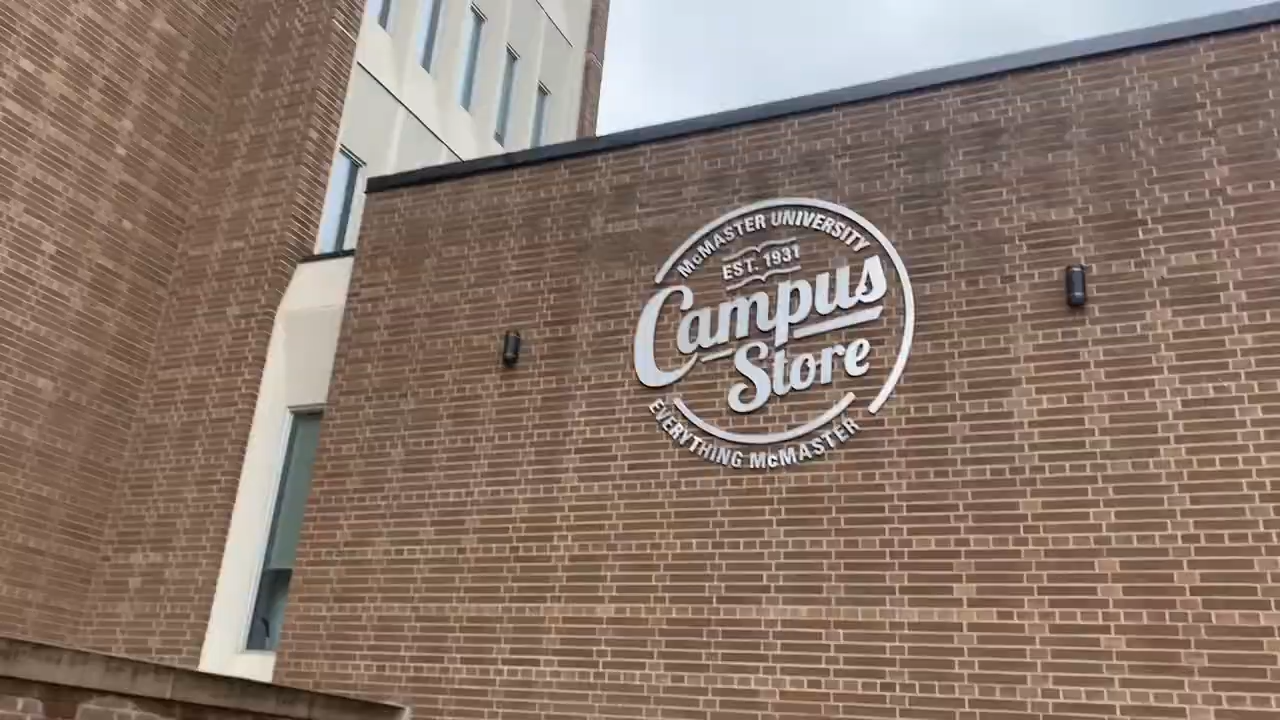 McMASTER UNIVERSITY
EST. 1931
Campus
Store
EVERYTHING McMASTER